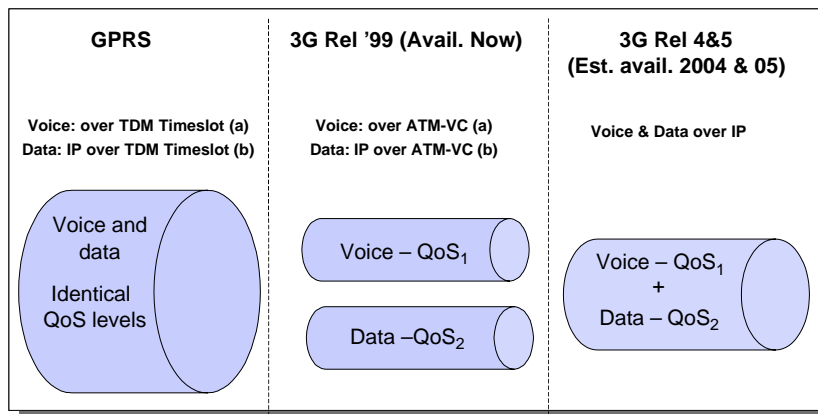 GPRS
Voice: over TDM Timeslot (a)
Data: IP over TDM Timeslot (b)
Voice and
data
Identical
QoS levels
3G Rel '99 (Avail. Now)
Voice: over ATM-VC (a)
Data: IP over ATM-VC (b)
Voice – QoS₁
Data –QoS₂
3G Rel 4&5
(Est. avail. 2004 & 05)
Voice & Data over IP
Voice – QoS₁
+
Data – QoS₂